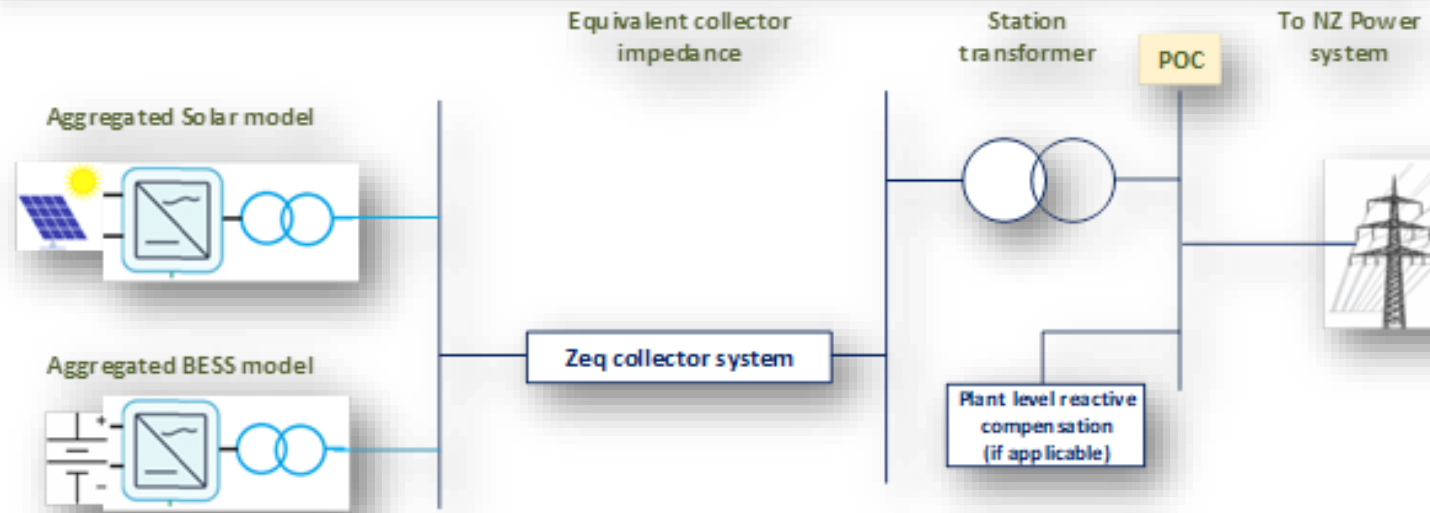 Equivalent collector
impedance
Station
transformer
POC
To NZ Power
system
Aggregated Solar model
Zeq collector system
Aggregated BESS model
+
-
Plant level reactive
compensation
(if applicable)